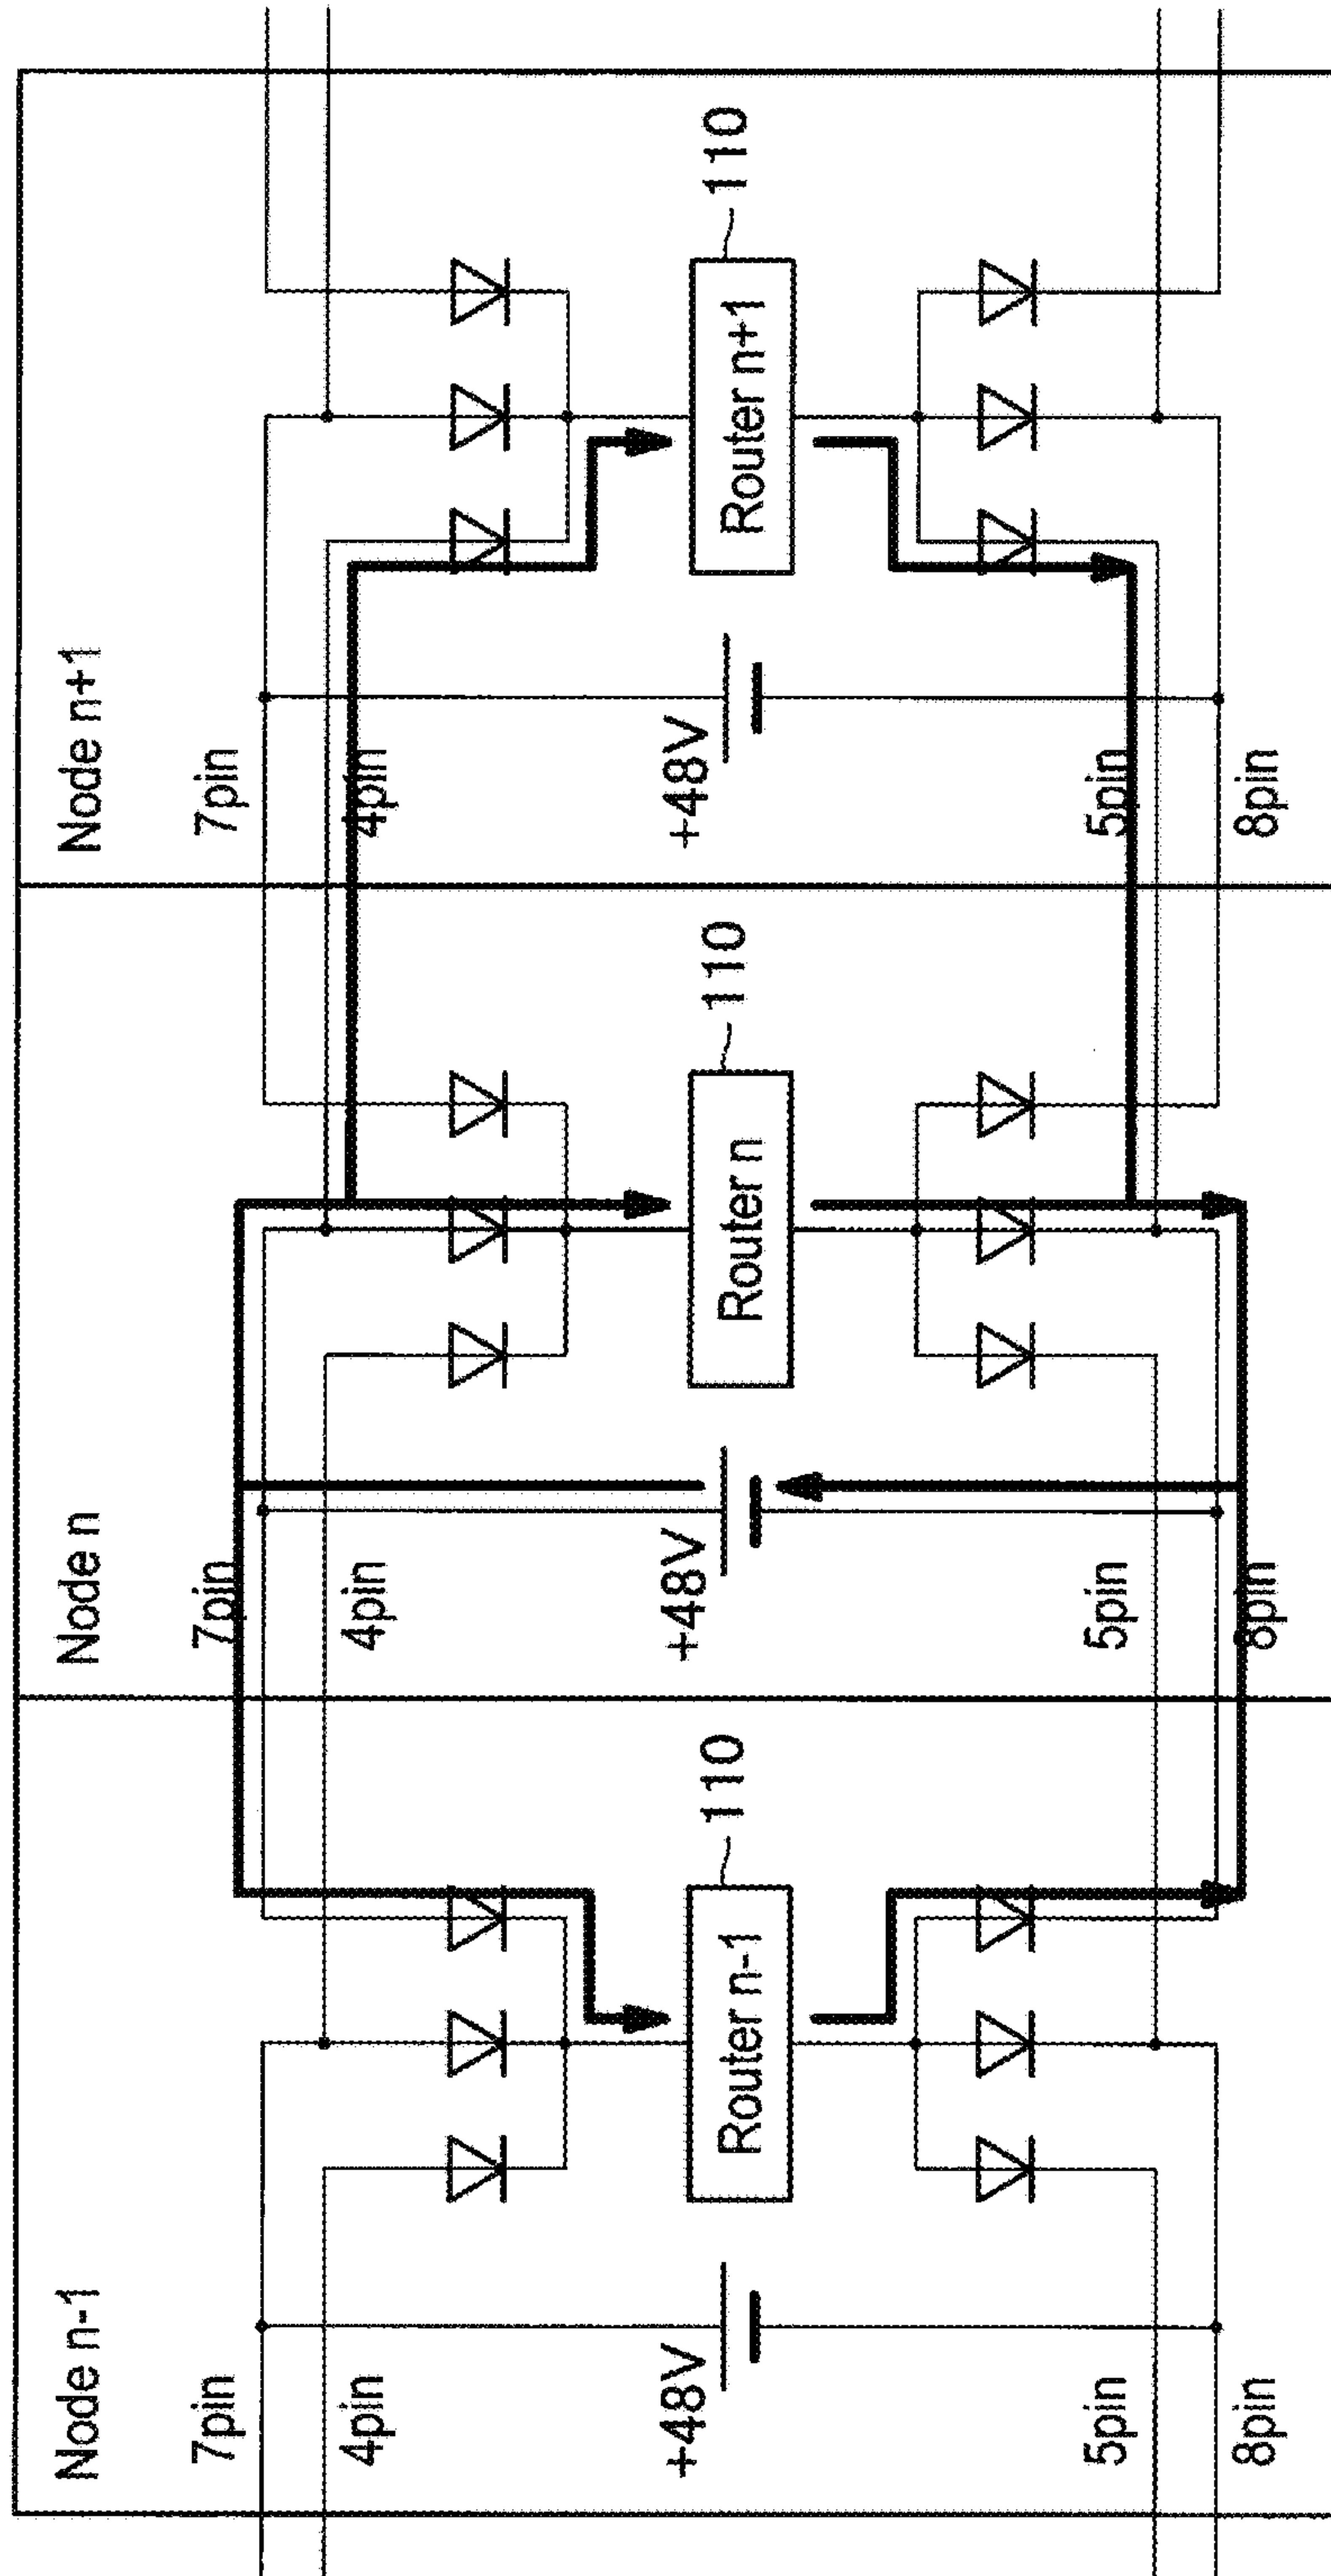 Node n-1
7pin
4pin
+48V
5pin
8pin
Router n-1
110
Node n
7pin
4pin
+48V
5pin
8pin
Router n
110
Node n+1
7pin
4pin
+48V
5pin
8pin
Router n+1
110